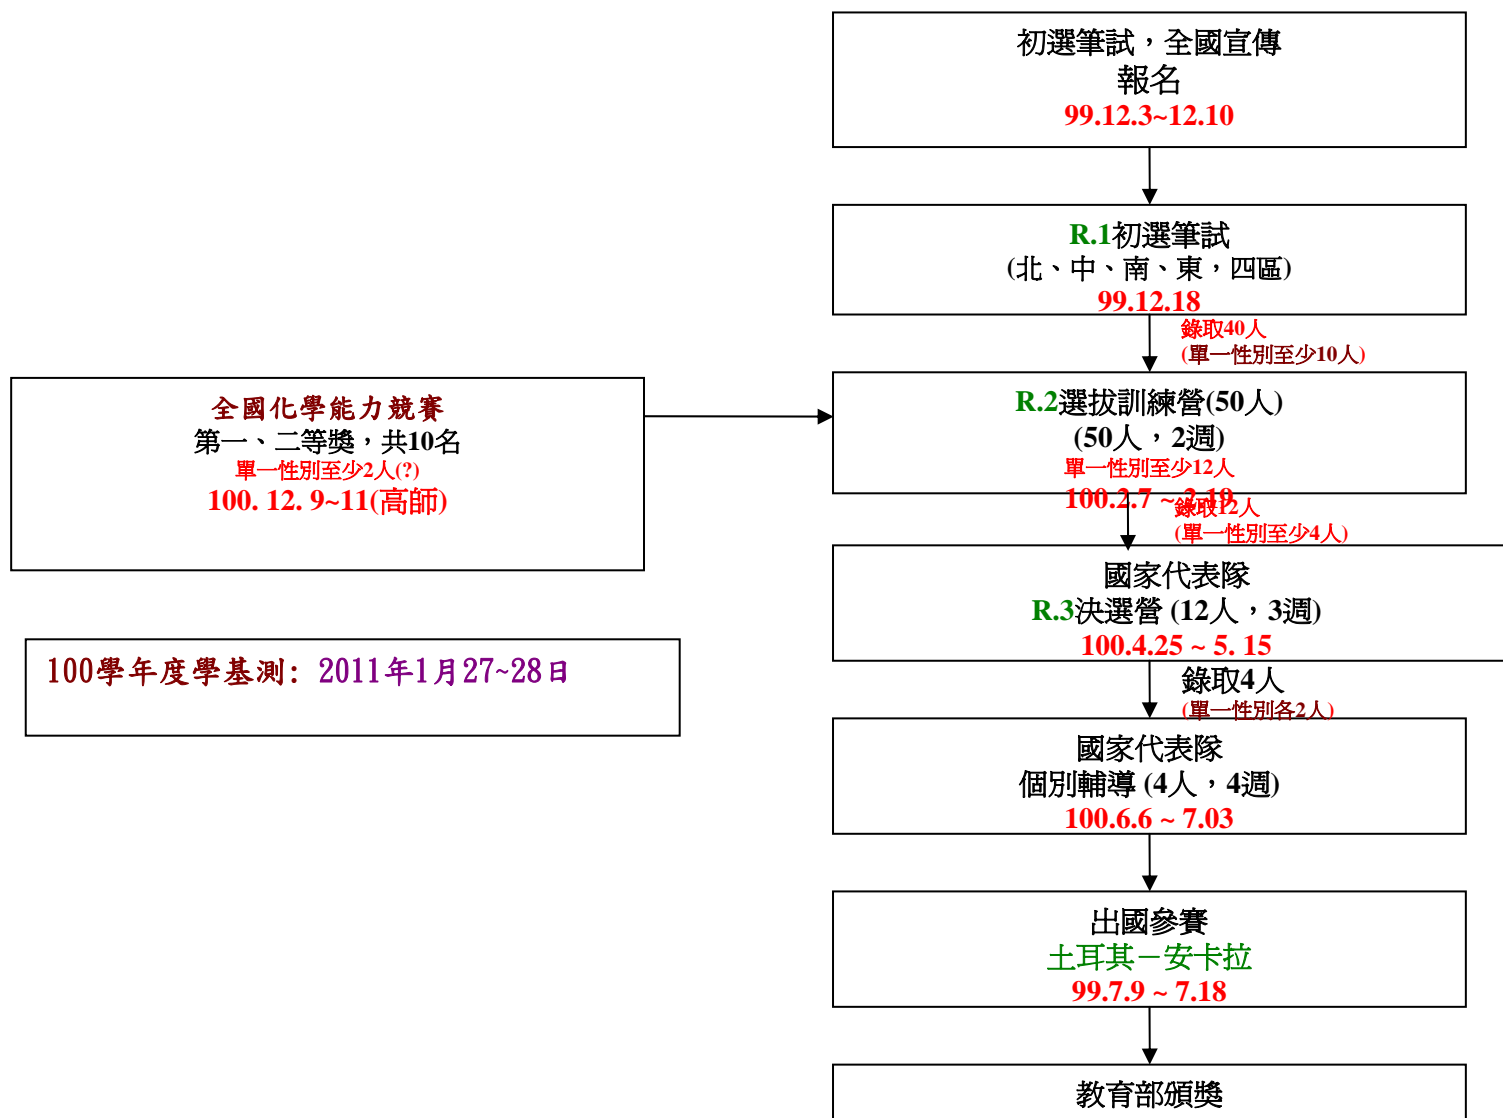 初選筆試，全國宣傳
報名
99.12.3~12.10
R.1初選筆試
(北、中、南、東，四區)
99.12.18
錄取40人
(單一性別至少10人)
全國化學能力競賽
第一、二等獎，共10名
單一性別至少2人(?)
100. 12. 9~11(高師)
R.2選拔訓練營(50人)
(50人，2週)
單一性別至少12人
100.2.7 ~ 2.19
錄取12人
(單一性別至少4人)
國家代表隊
R.3決選營 (12人，3週)
100.4.25 ~ 5. 15
錄取4人
(單一性別各2人)
100學年度學基測: 2011年1月27~28日
國家代表隊
個別輔導 (4人，4週)
100.6.6 ~ 7.03
出國參賽
土耳其－安卡拉
99.7.9 ~ 7.18
教育部頒獎